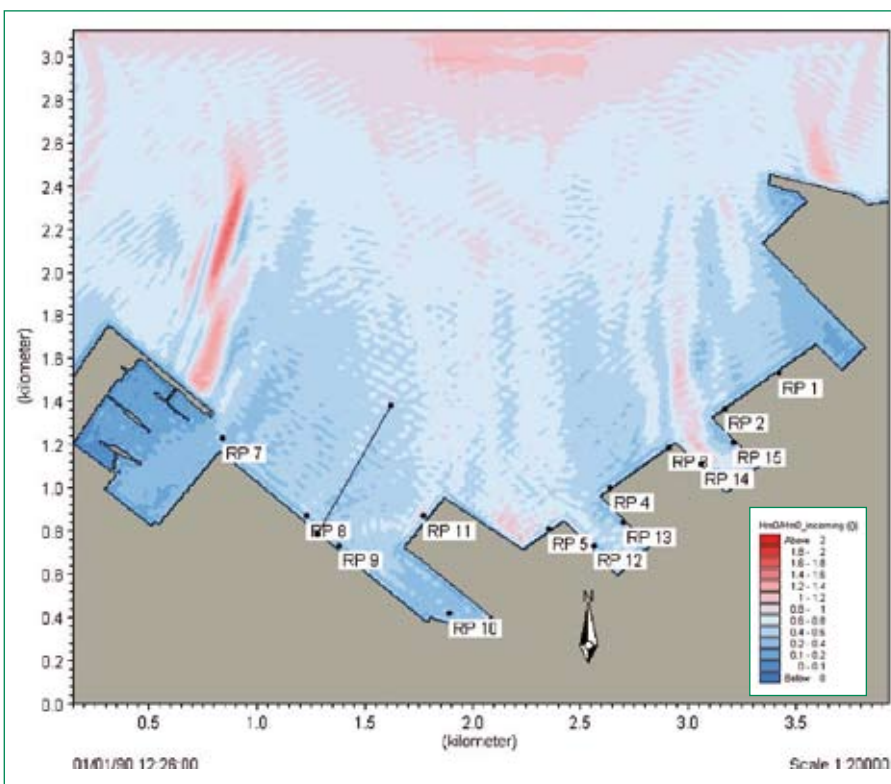 3.0
2.8
2.6
2.4
2.2
2.0
1.8
1.6
1.4
1.2
1.0
0.8
0.6
0.4
0.2
0.0
(kilometer)
RP 1
RP 2
RP 15
RP 14
RP 7
RP 4
RP 8
RP 11
RP 13
RP 9
RP 5
RP 12
RP 10
N
Hm0/Hm0_incoming ()
Above 2
1.8 - 2
1.6 - 1.8
1.4 - 1.6
1.2 - 1.4
1 - 1.2
0.8 - 1
0.6 - 0.8
0.4 - 0.6
0.2 - 0.4
0.1 - 0.2
0 - 0.1
Below 0
0.5 1.0 1.5 2.0 2.5 3.0 3.5
(kilometer)
01/01/90 12:26:00 Scale 1:20000